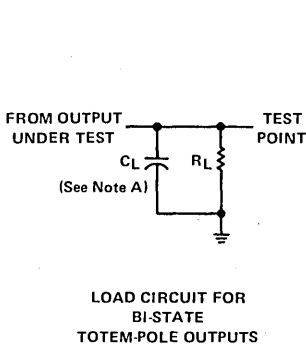 FROM OUTPUT
UNDER TEST
TEST
POINT
CL
(See Note A)
RL
LOAD CIRCUIT FOR
BI-STATE
TOTEM-POLE OUTPUTS